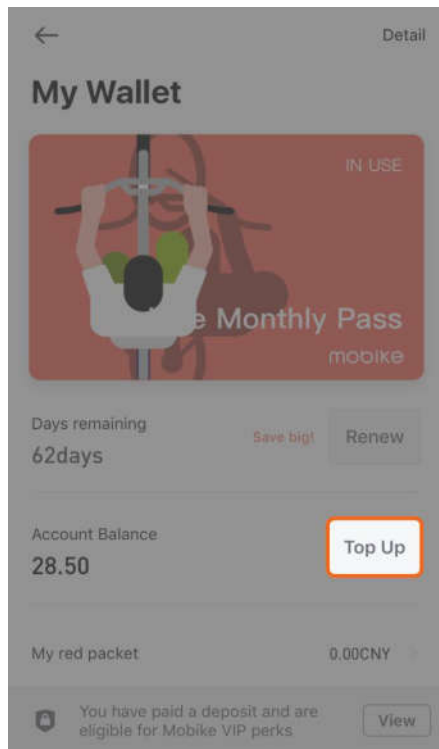 Detail
My Wallet
IN USE
e Monthly Pass
mobike
Days remaining
62days
Save big!
Renew
Account Balance
28.50
Top Up
My red packet
0.00CNY
You have paid a deposit and are
eligible for Mobike VIP perks
View